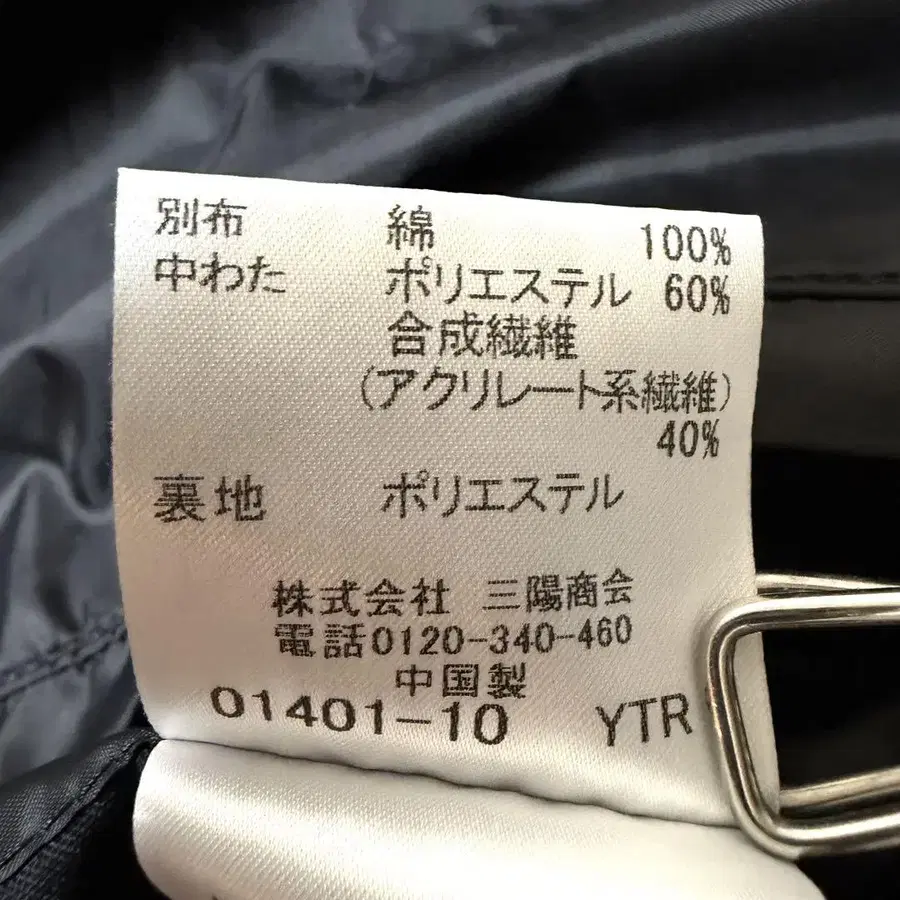 別布 綿 100%
中わた ポリエステル 60%
合成繊維
(アクリレート系繊維)
40%
裏地 ポリエステル
株式会社 三陽商会
電話0120-340-460
中国製
01401-10 YTR